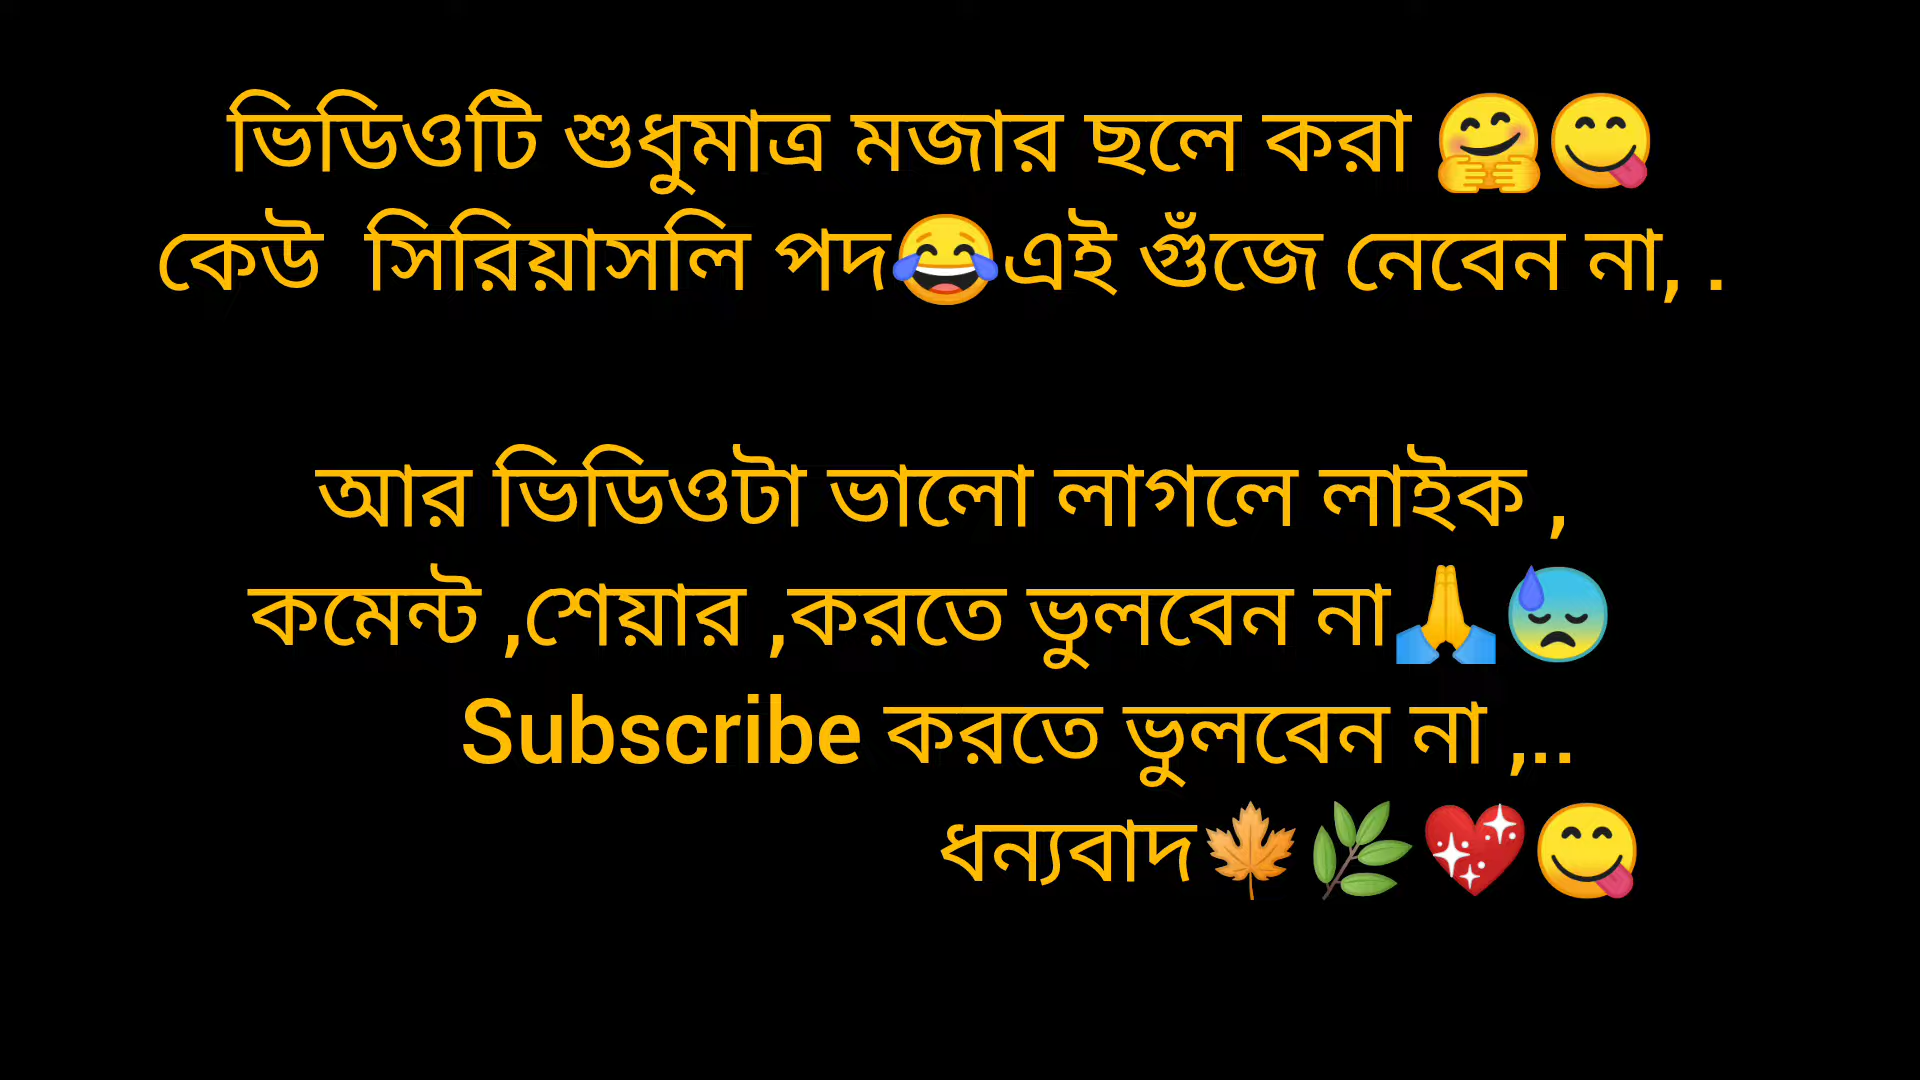 ভিডিওটি শুধুমাত্র মজার ছলে করা 🤗😋
কেউ  সিরিয়াসলি পদ😂এই গুঁজে নেবেন না, .
আর ভিডিওটা ভালো লাগলে লাইক ,
কমেন্ট ,শেয়ার ,করতে ভুলবেন না🙏😓
Subscribe করতে ভুলবেন না ,..
ধন্যবাদ🍁🌿💖😋